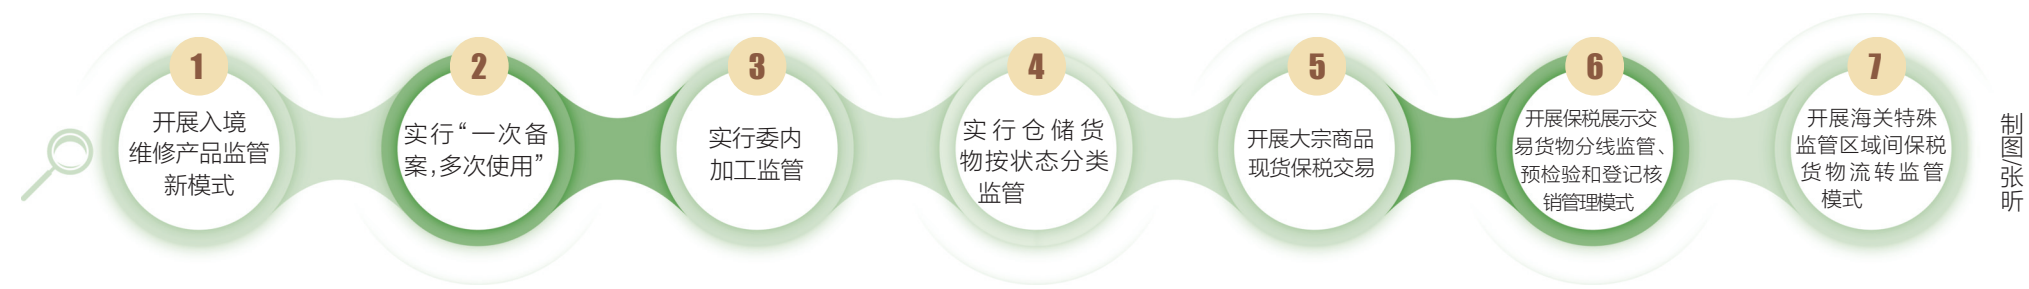 1
开展入境
维修产品监管
新模式
2
实行“一次备
案,多次使用”
3
实行委内
加工监管
4
实行仓储货
物按状态分类
监管
5
开展大宗商品
现货保税交易
6
开展保税展示交
易货物分线监管、
预检验和登记核
销管理模式
7
开展海关特殊
监管区域间保税
货物流转监管
模式
制图/张昕